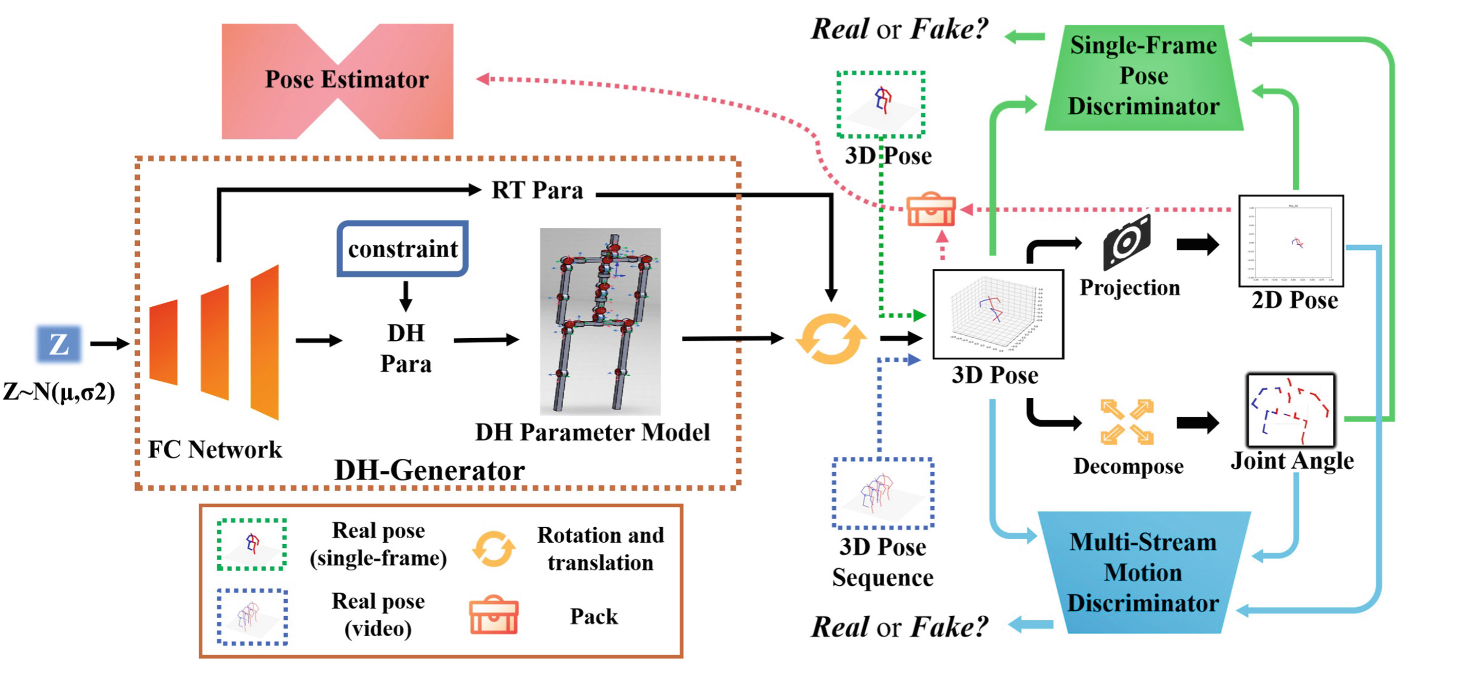 Real or Fake?
Single-Frame
Pose
Discriminator
Pose Estimator
3D Pose
RT Para
constraint
Projection
2D Pose
DH
Para
Z
Z~N(μ,σ2)
3D Pose
FC Network
DH Parameter Model
DH-Generator
Decompose
Joint Angle
Real pose
(single-frame)
Rotation and
translation
3D Pose
Sequence
Multi-Stream
Motion
Discriminator
Real pose
(video)
Pack
Real or Fake?